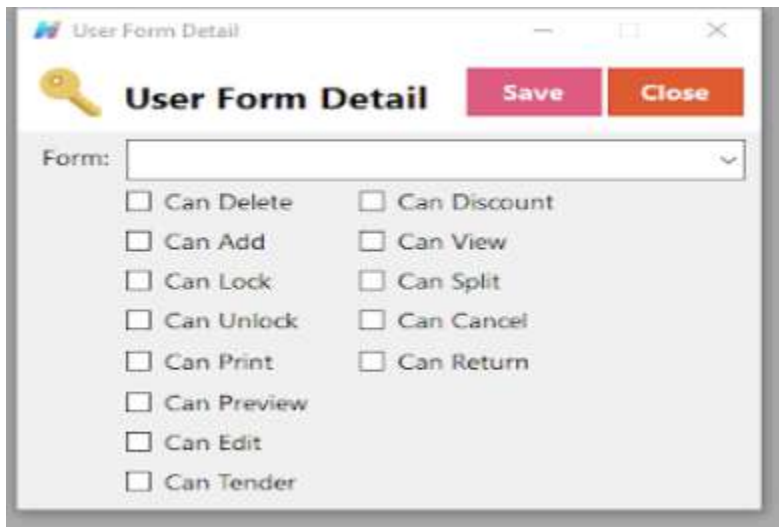 User Form Detail
User Form Detail Save Close
Form:
Can Delete Can Discount
Can Add Can View
Can Lock Can Split
Can Unlock Can Cancel
Can Print Can Return
Can Preview
Can Edit
Can Tender